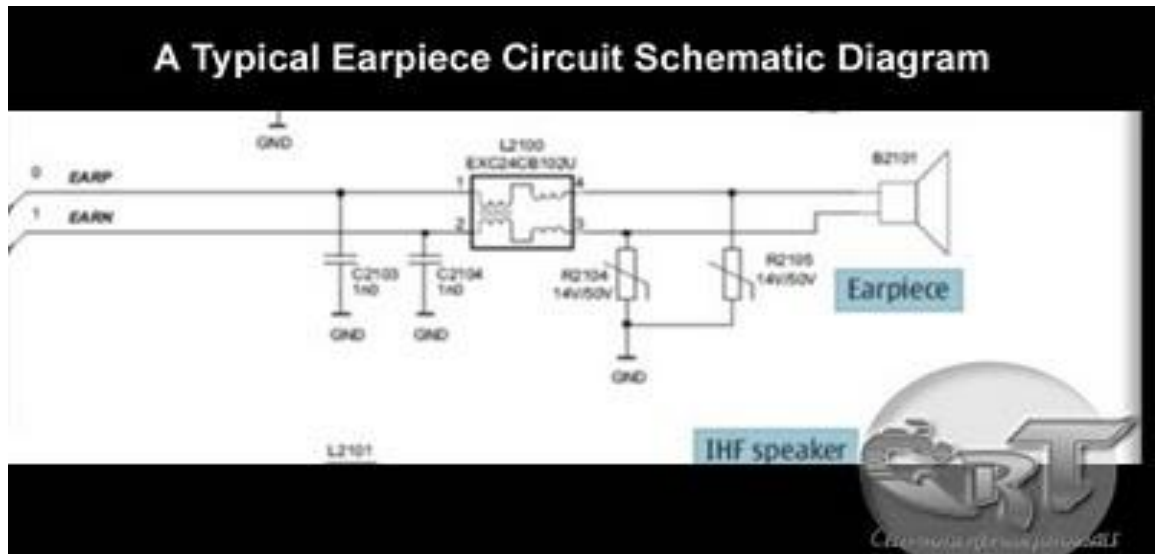 A Typical Earpiece Circuit Schematic Diagram
GND
L2100
EXC24CB102U
B2101
0 EARP
1 4
1 EARN
2 3
C2103
1n0
C2104
1n0
R2104
14V/50V
R2105
14V/50V
Earpiece
GND
GND
GND
L2101
IHF speaker
RT